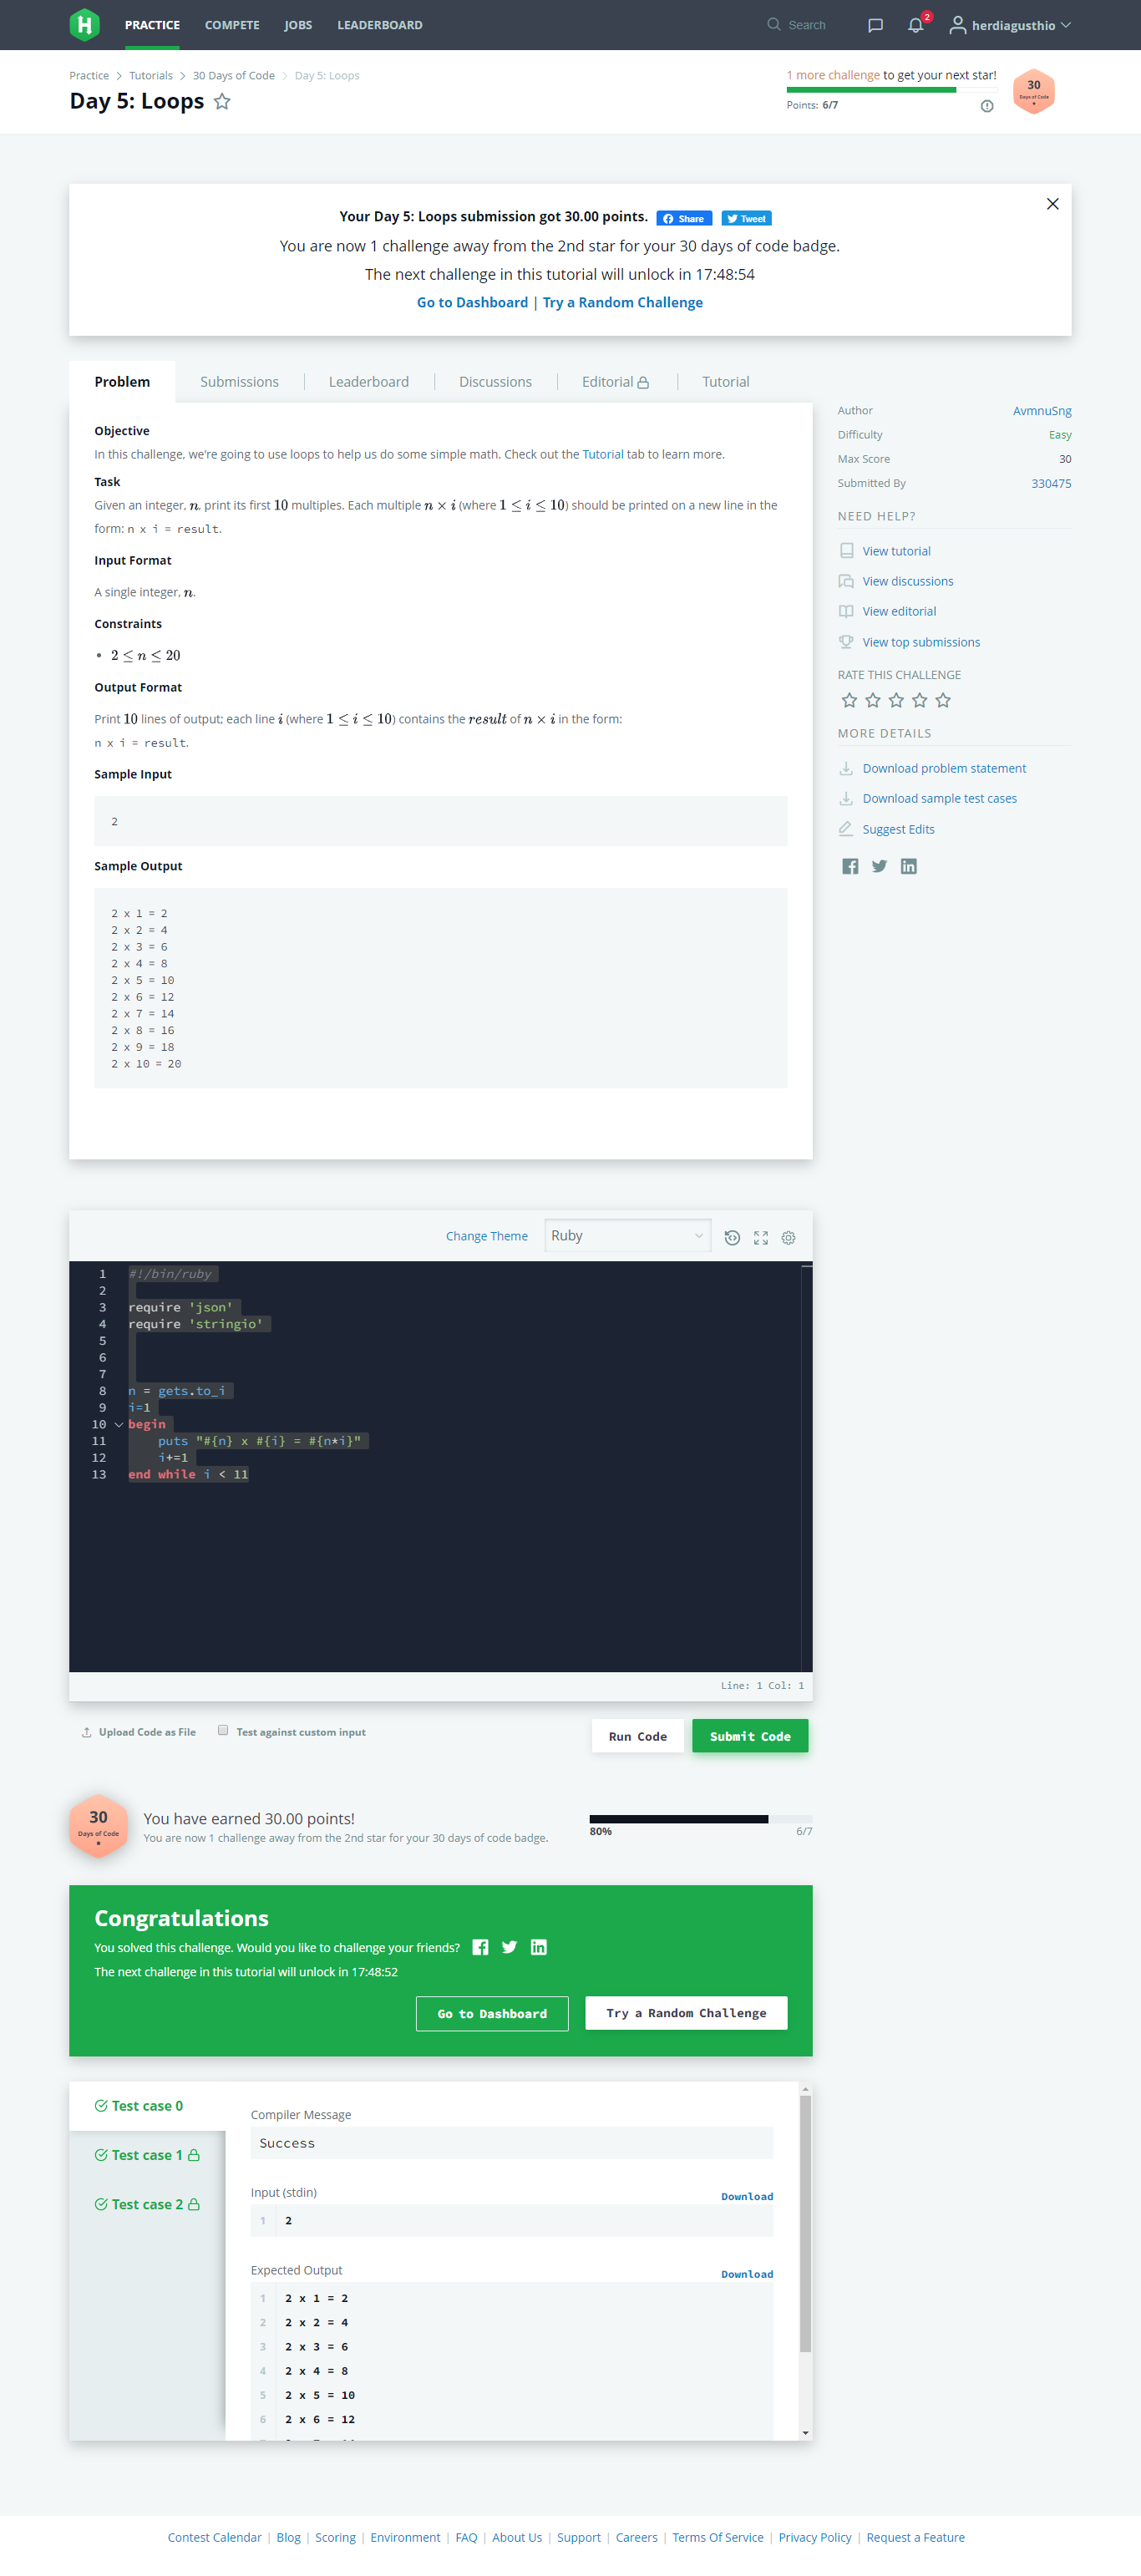 PRACTICE COMPETE JOBS LEADERBOARD Search 2 herdiagusthio
Practice > Tutorials > 30 Days of Code > Day 5: Loops
Day 5: Loops
1 more challenge to get your next star!
Points: 6/7
30
Days of Code
Your Day 5: Loops submission got 30.00 points. Share Tweet
You are now 1 challenge away from the 2nd star for your 30 days of code badge.
The next challenge in this tutorial will unlock in 17:48:54
Go to Dashboard | Try a Random Challenge
Problem Submissions Leaderboard Discussions Editorial Tutorial
Objective
In this challenge, we're going to use loops to help us do some simple math. Check out the Tutorial tab to learn more.
Task
Given an integer, n, print its first 10 multiples. Each multiple n × i (where 1 ≤ i ≤ 10) should be printed on a new line in the
form: n x i = result.
Input Format
A single integer, n.
Constraints
• 2 ≤ n ≤ 20
Output Format
Print 10 lines of output; each line i (where 1 ≤ i ≤ 10) contains the result of n × i in the form:
n x i = result.
Sample Input
2
Sample Output
2 x 1 = 2
2 x 2 = 4
2 x 3 = 6
2 x 4 = 8
2 x 5 = 10
2 x 6 = 12
2 x 7 = 14
2 x 8 = 16
2 x 9 = 18
2 x 10 = 20
Author AvmnuSng
Difficulty Easy
Max Score 30
Submitted By 330475
NEED HELP?
View tutorial
View discussions
View editorial
View top submissions
RATE THIS CHALLENGE
MORE DETAILS
Download problem statement
Download sample test cases
Suggest Edits
Change Theme Ruby
1 #!/bin/ruby
2
3 require 'json'
4 require 'stringio'
5
6
7
8 n = gets.to_i
9 i=1
10 begin
11 puts "#{n} x #{i} = #{n*i}"
12 i+=1
13 end while i < 11
Line: 1 Col: 1
Upload Code as File Test against custom input Run Code Submit Code
30
Days of Code
You have earned 30.00 points!
You are now 1 challenge away from the 2nd star for your 30 days of code badge.
80% 6/7
Congratulations
You solved this challenge. Would you like to challenge your friends?
The next challenge in this tutorial will unlock in 17:48:52
Go to Dashboard Try a Random Challenge
Test case 0
Test case 1
Test case 2
Compiler Message
Success
Input (stdin) Download
1 2
Expected Output Download
1 2 x 1 = 2
2 2 x 2 = 4
3 2 x 3 = 6
4 2 x 4 = 8
5 2 x 5 = 10
6 2 x 6 = 12
Contest Calendar | Blog | Scoring | Environment | FAQ | About Us | Support | Careers | Terms Of Service | Privacy Policy | Request a Feature